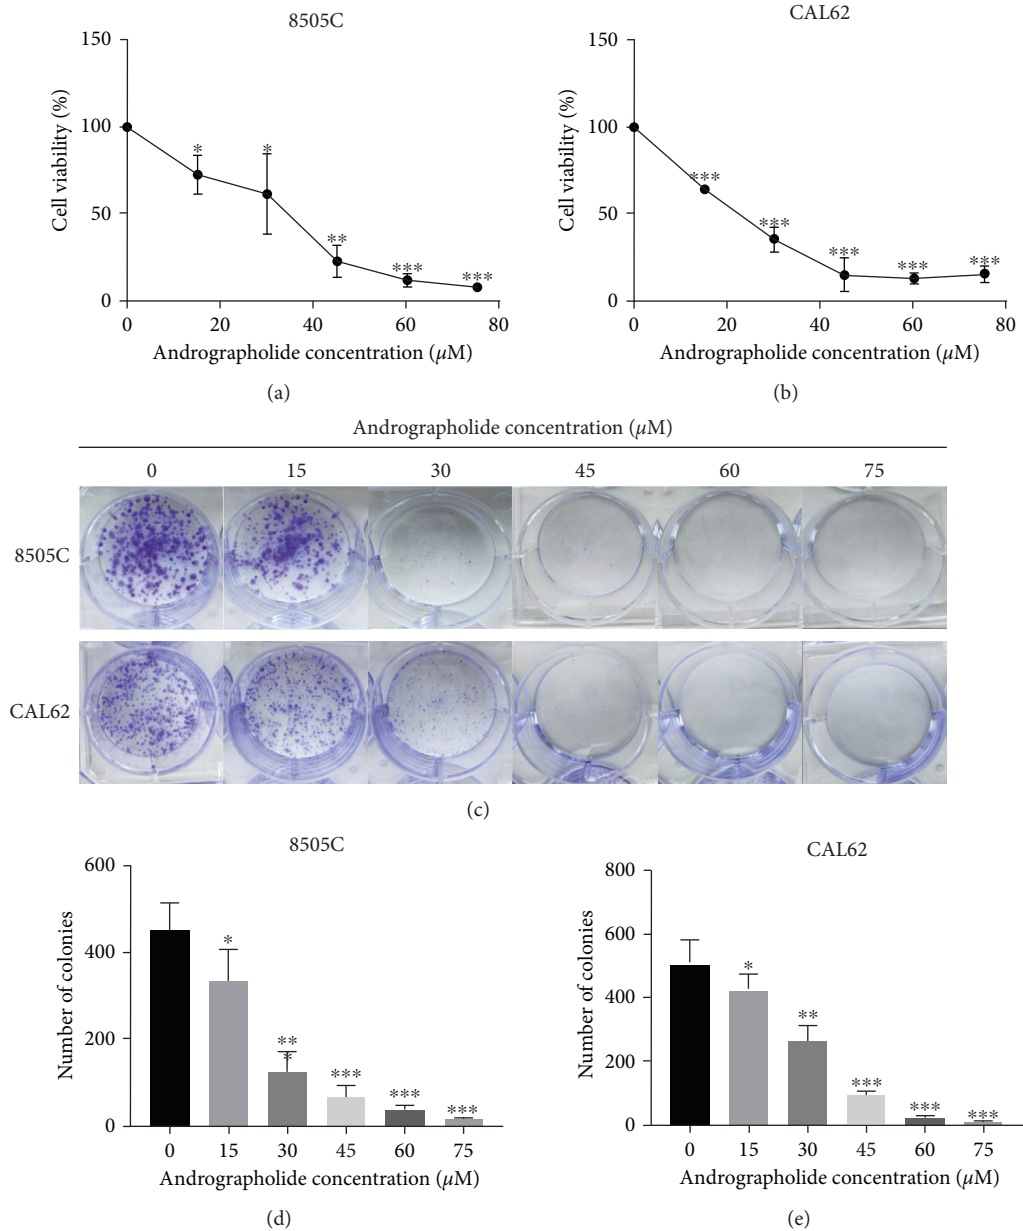 8505C
150
100
50
0
Cell viability (%)
*
*
**
***
***
0 20 40 60 80
Andrographolide concentration (μM)
(a)
CAL62
150
100
50
0
Cell viability (%)
***
***
***
***
***
0 20 40 60 80
Andrographolide concentration (μM)
(b)
Andrographolide concentration (μM)
0 15 30 45 60 75
8505C
CAL62
(c)
8505C
600
400
200
0
Number of colonies
*
**
*
***
***
***
0 15 30 45 60 75
Andrographolide concentration (μM)
(d)
CAL62
800
600
400
200
0
Number of colonies
*
**
***
***
***
0 15 30 45 60 75
Andrographolide concentration (μM)
(e)